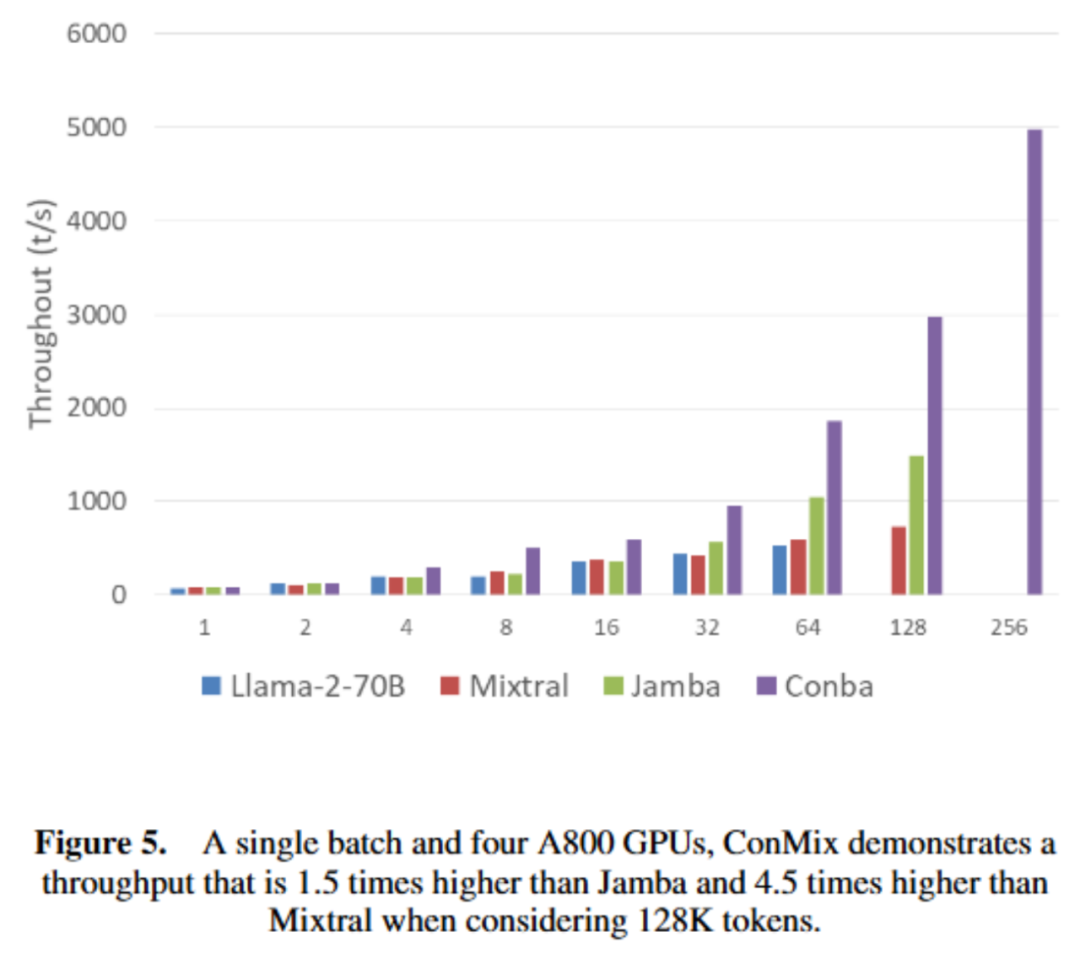 6000
5000
4000
3000
2000
1000
0
Throughout (t/s)
1 2 4 8 16 32 64 128 256
Llama-2-70B Mixtral Jamba Conba
Figure 5. A single batch and four A800 GPUs, ConMix demonstrates a
throughput that is 1.5 times higher than Jamba and 4.5 times higher than
Mixtral when considering 128K tokens.